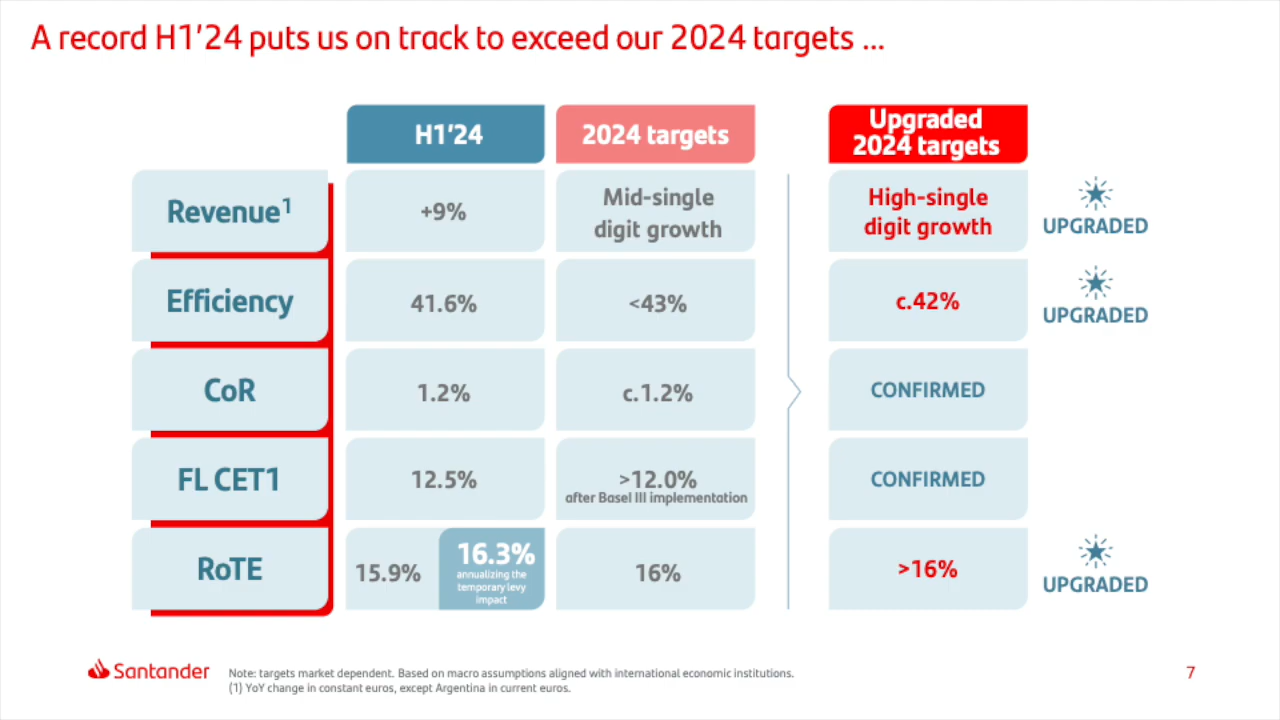 A record H1'24 puts us on track to exceed our 2024 targets ...
H1'24
2024 targets
Upgraded
2024 targets
Revenue¹
+9%
Mid-single
digit growth
High-single
digit growth
UPGRADED
Efficiency
41.6%
<43%
c.42%
UPGRADED
CoR
1.2%
c.1.2%
CONFIRMED
FL CET1
12.5%
>12.0%
after Basel III implementation
CONFIRMED
RoTE
15.9%
16.3%
annualizing the
temporary levy
impact
16%
>16%
UPGRADED
Santander
Note: targets market dependent. Based on macro assumptions aligned with international economic institutions.
(1) YoY change in constant euros, except Argentina in current euros.
7